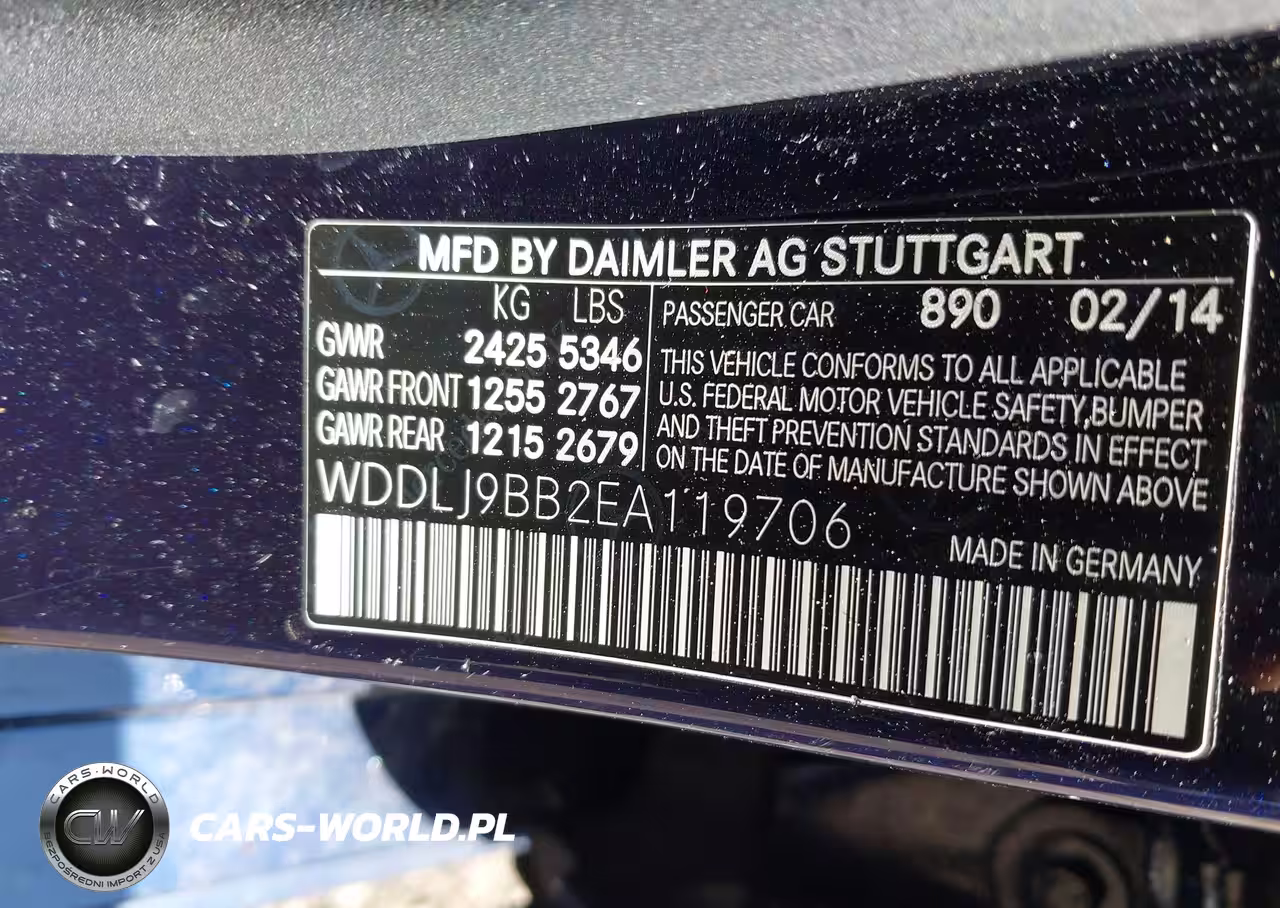 MFD BY DAIMLER AG STUTTGART
KG LBS
GVWR 2425 5346
GAWR FRONT 1255 2767
GAWR REAR 1215 2679
PASSENGER CAR 890 02/14
THIS VEHICLE CONFORMS TO ALL APPLICABLE
U.S. FEDERAL MOTOR VEHICLE SAFETY,BUMPER
AND THEFT PREVENTION STANDARDS IN EFFECT
ON THE DATE OF MANUFACTURE SHOWN ABOVE
WDDLJ9BB2EA119706
MADE IN GERMANY
CARS-WORLD
CW
BEZPOŚREDNI IMPORT Z USA
CARS-WORLD.PL